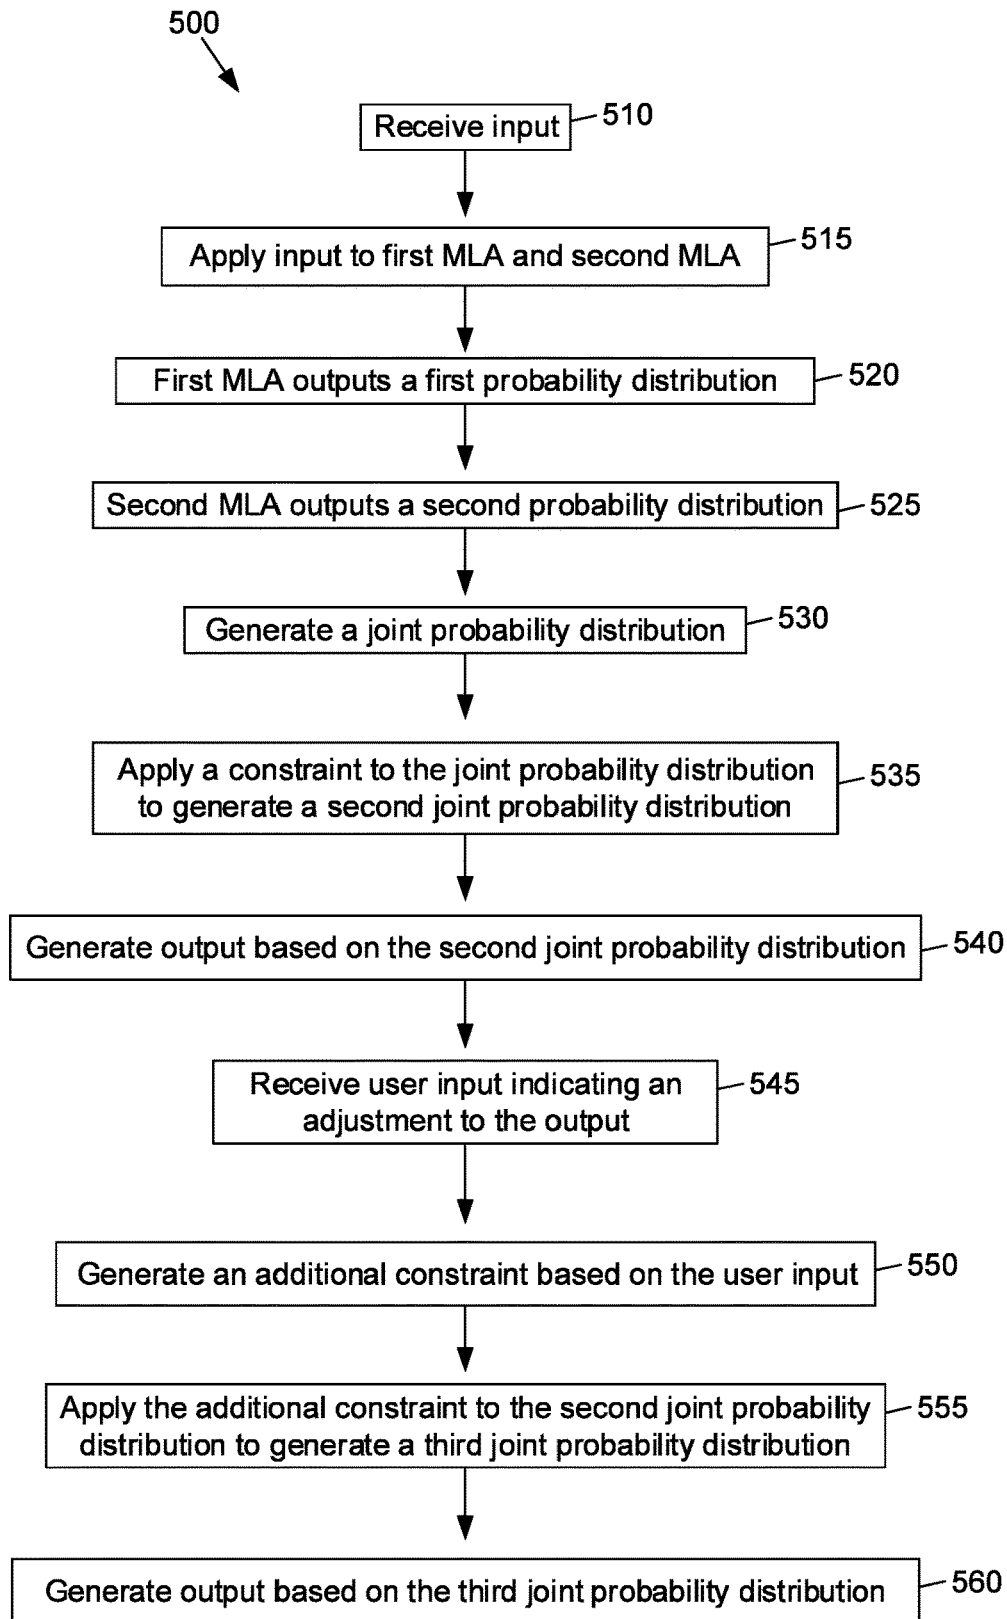 500
Receive input
510
Apply input to first MLA and second MLA
515
First MLA outputs a first probability distribution
520
Second MLA outputs a second probability distribution
525
Generate a joint probability distribution
530
Apply a constraint to the joint probability distribution
to generate a second joint probability distribution
535
Generate output based on the second joint probability distribution
540
Receive user input indicating an
adjustment to the output
545
Generate an additional constraint based on the user input
550
Apply the additional constraint to the second joint probability
distribution to generate a third joint probability distribution
555
Generate output based on the third joint probability distribution
560